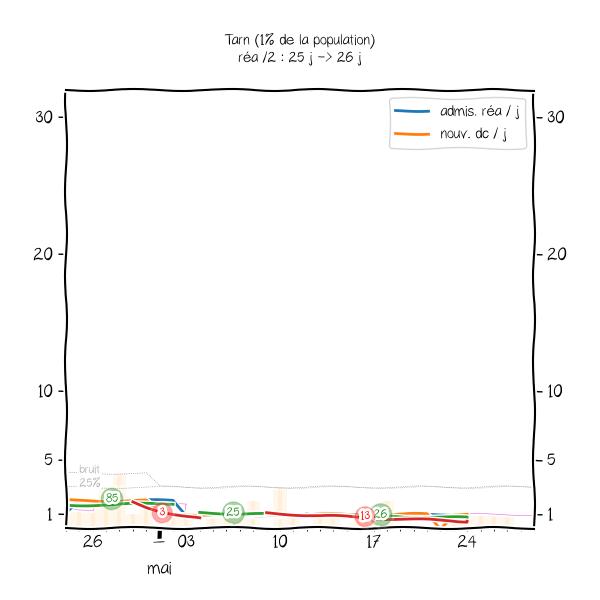 Tarn (1% de la population)
réa /2 : 25 j -> 26 j
admis. réa / j
nouv. dc / j
30 30
20 20
10 10
5 5
bruit
25%
85
3 25 13 26
1 1
26 1 03 10 17 24
mai